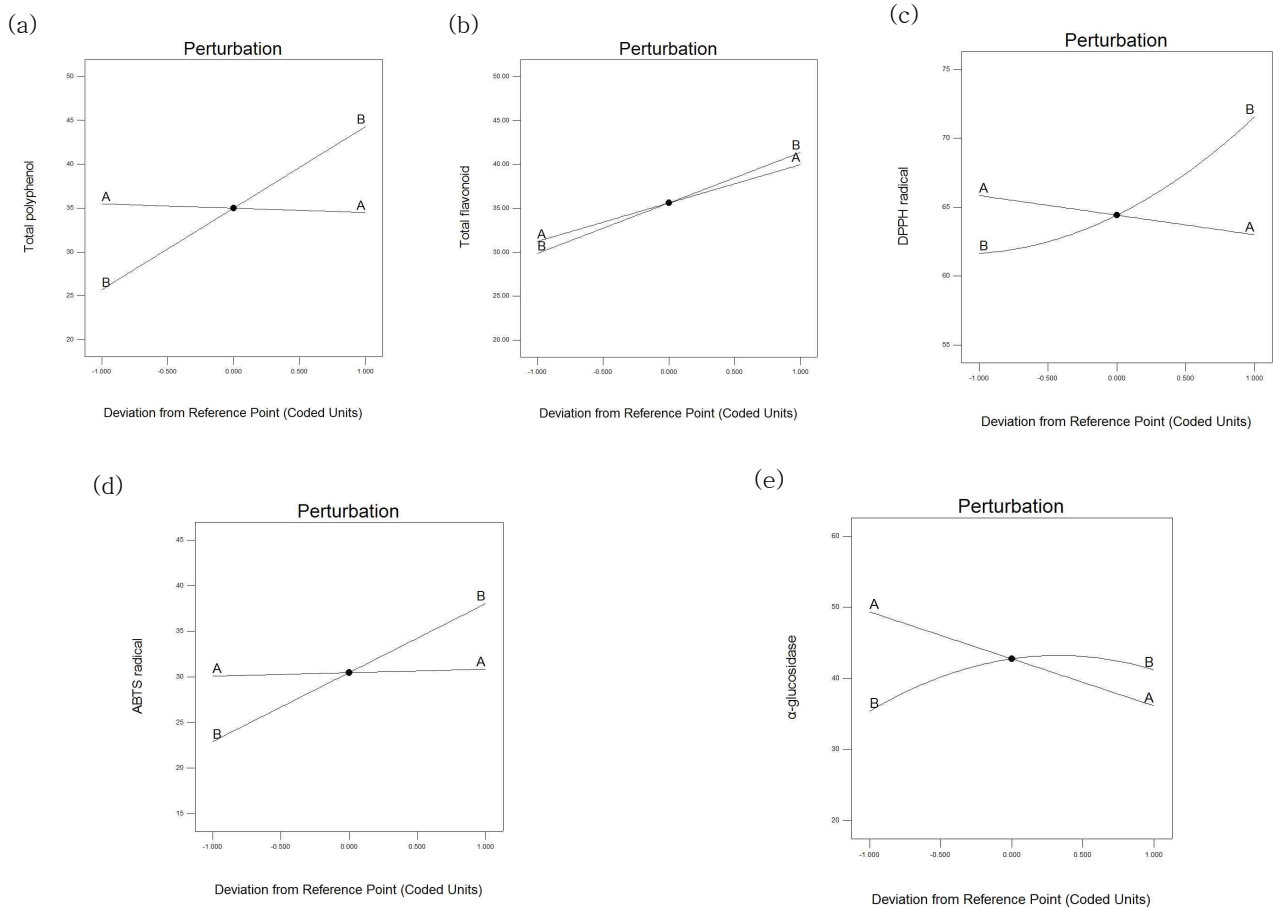 (a)
Perturbation
Total polyphenol
50
45
40
35
30
25
20
A
B
B
A
-1.000
-0.500
0.000
0.500
1.000
Deviation from Reference Point (Coded Units)
(b)
Perturbation
Total flavonoid
50.00
45.00
40.00
35.00
30.00
25.00
20.00
A
B
B
A
-1.000
-0.500
0.000
0.500
1.000
Deviation from Reference Point (Coded Units)
(c)
Perturbation
DPPH radical
75
70
65
60
55
A
B
B
A
-1.000
-0.500
0.000
0.500
1.000
Deviation from Reference Point (Coded Units)
(d)
Perturbation
ABTS radical
45
40
35
30
25
20
15
A
B
B
A
-1.000
-0.500
0.000
0.500
1.000
Deviation from Reference Point (Coded Units)
(e)
Perturbation
α-glucosidase
60
50
40
30
20
A
B
B
A
-1.000
-0.500
0.000
0.500
1.000
Deviation from Reference Point (Coded Units)